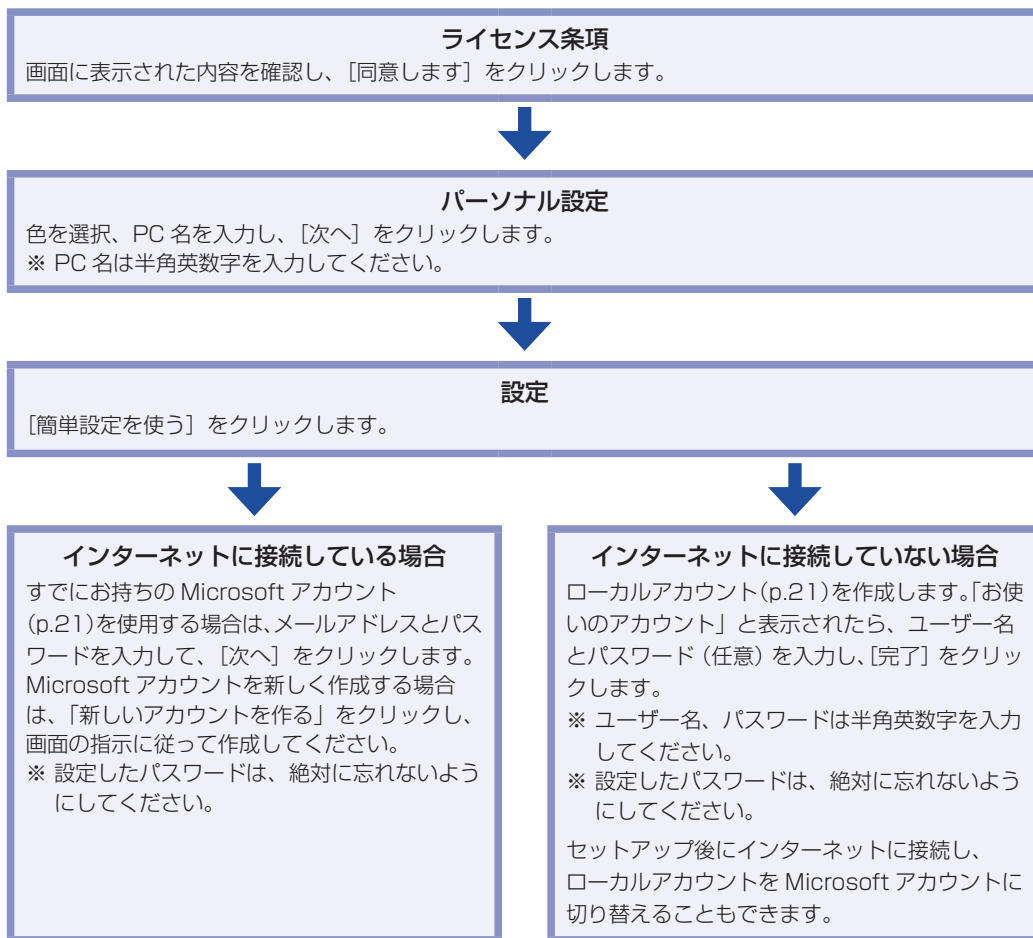 ライセンス条項
画面に表示された内容を確認し、［同意します］をクリックします。
パーソナル設定
色を選択、PC 名を入力し、［次へ］をクリックします。
※ PC 名は半角英数字を入力してください。
設定
［簡単設定を使う］をクリックします。
インターネットに接続している場合
すでにお持ちの Microsoft アカウント
(p.21)を使用する場合は、メールアドレスとパス
ワードを入力して、［次へ］をクリックします。
Microsoft アカウントを新しく作成する場合
は、「新しいアカウントを作る」をクリックし、
画面の指示に従って作成してください。
※ 設定したパスワードは、絶対に忘れないよう
にしてください。
インターネットに接続していない場合
ローカルアカウント(p.21)を作成します。「お使
いのアカウント」と表示されたら、ユーザー名
とパスワード（任意）を入力し、［完了］をクリッ
クします。
※ ユーザー名、パスワードは半角英数字を入力
してください。
※ 設定したパスワードは、絶対に忘れないよう
にしてください。
セットアップ後にインターネットに接続し、
ローカルアカウントを Microsoft アカウントに
切り替えることもできます。